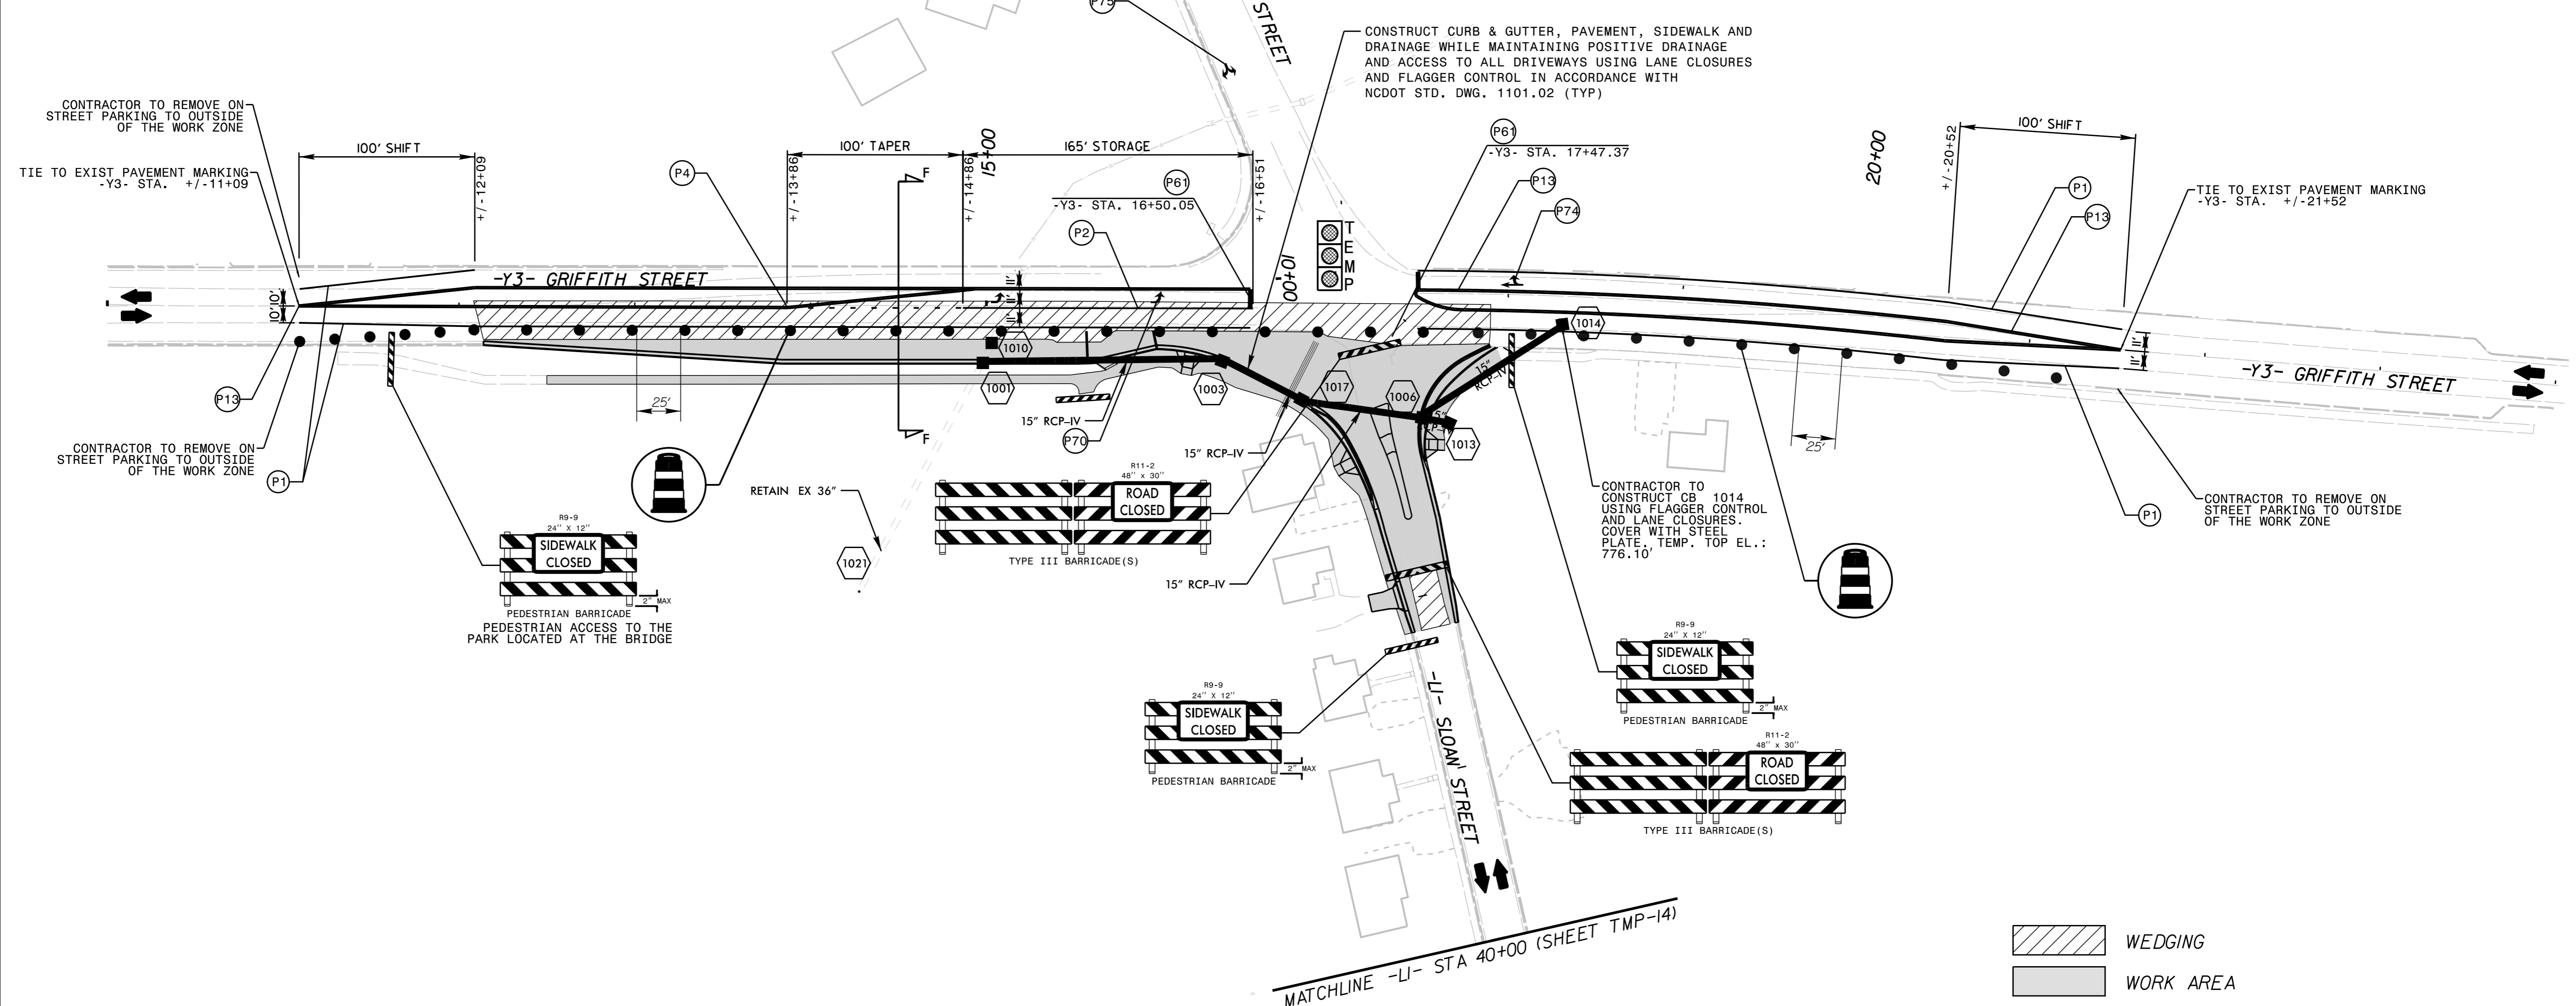 P75
STREET
CONSTRUCT CURB & GUTTER, PAVEMENT, SIDEWALK AND
DRAINAGE WHILE MAINTAINING POSITIVE DRAINAGE
AND ACCESS TO ALL DRIVEWAYS USING LANE CLOSURES
AND FLAGGER CONTROL IN ACCORDANCE WITH
NCDOT STD. DWG. 1101.02 (TYP)
CONTRACTOR TO REMOVE ON
STREET PARKING TO OUTSIDE
OF THE WORK ZONE
TIE TO EXIST PAVEMENT MARKING
-Y3- STA. +/-11+09
100' SHIFT
+/-12+09
P4
100' TAPER
+/-13+86
F
+/-14+86
15+00
165' STORAGE
P61
-Y3- STA. 16+50.05
P2
+/-16+51
P61
-Y3- STA. 17+47.37
P13
P74
20+00
+/-20+52
100' SHIFT
P1
P13
TIE TO EXIST PAVEMENT MARKING
-Y3- STA. +/-21+52
T
E
M
P
10+00
-Y3- GRIFFITH STREET
10'
10'
11'
11'
11'
11'
11'
-Y3- GRIFFITH STREET
P13
CONTRACTOR TO REMOVE ON
STREET PARKING TO OUTSIDE
OF THE WORK ZONE
P1
25'
F
1010
1001
1003
1017
1006
1014
1013
15" RCP-IV
15"
RCP-IV
15" RCP-IV
P70
15" RCP-IV
15" RCP-IV
25'
CONTRACTOR TO
CONSTRUCT CB 1014
USING FLAGGER CONTROL
AND LANE CLOSURES.
COVER WITH STEEL
PLATE. TEMP. TOP EL.:
776.10'
P1
CONTRACTOR TO REMOVE ON
STREET PARKING TO OUTSIDE
OF THE WORK ZONE
RETAIN EX 36"
1021
R11-2
48" x 30"
ROAD
CLOSED
TYPE III BARRICADE(S)
R9-9
24" X 12"
SIDEWALK
CLOSED
2" MAX
PEDESTRIAN BARRICADE
PEDESTRIAN ACCESS TO THE
PARK LOCATED AT THE BRIDGE
R9-9
24" X 12"
SIDEWALK
CLOSED
2" MAX
PEDESTRIAN BARRICADE
R9-9
24" X 12"
SIDEWALK
CLOSED
2" MAX
PEDESTRIAN BARRICADE
R11-2
48" x 30"
ROAD
CLOSED
TYPE III BARRICADE(S)
-L1- SLOAN STREET
MATCHLINE -L1- STA 40+00 (SHEET TMP-14)
WEDGING
WORK AREA